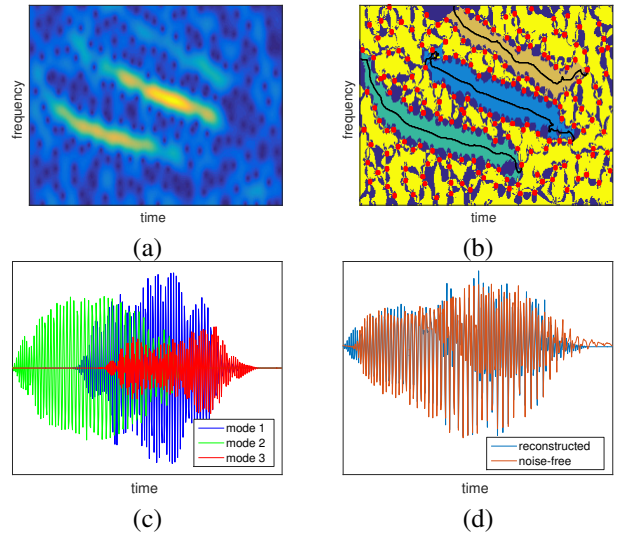 frequency
time
(a)
frequency
time
(b)
mode 1
mode 2
mode 3
time
(c)
reconstructed
noise-free
time
(d)